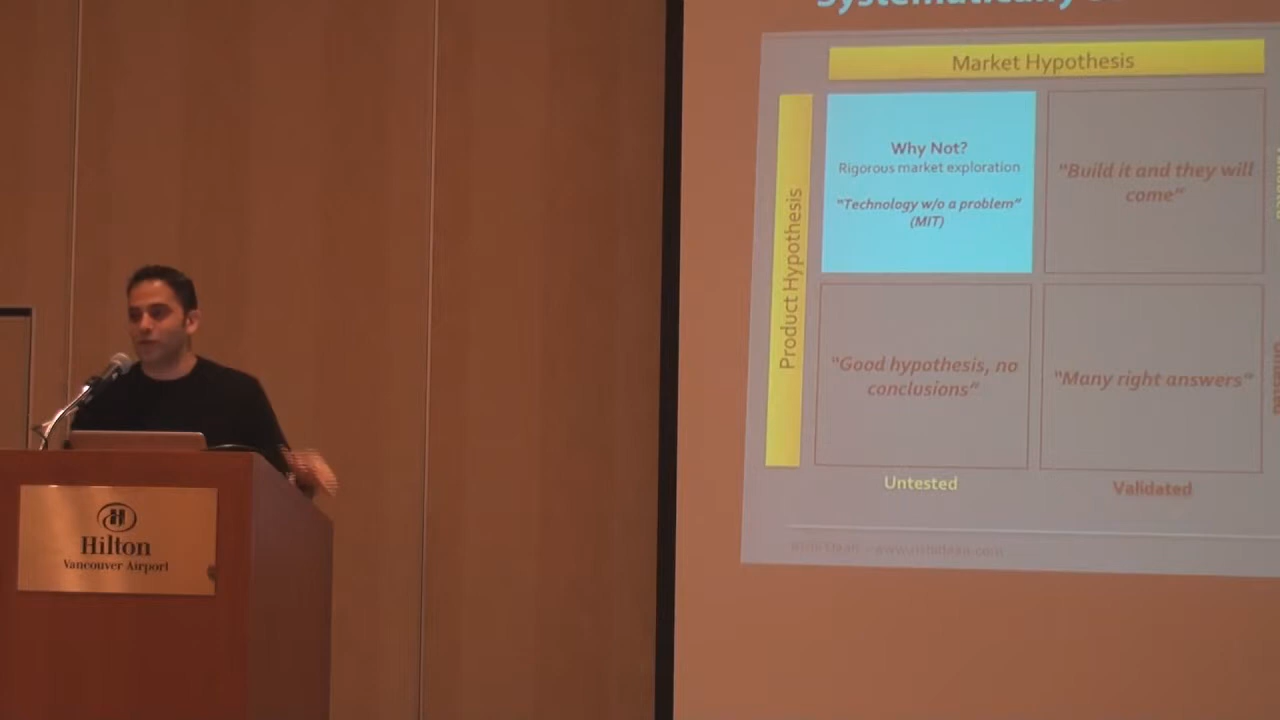 Systematically
Market Hypothesis
Product Hypothesis
Why Not?
Rigorous market exploration
"Technology w/o a problem"
(MIT)
"Build it and they will
come"
"Good hypothesis, no
conclusions"
"Many right answers"
Untested
Validated
Hilton
Vancouver Airport